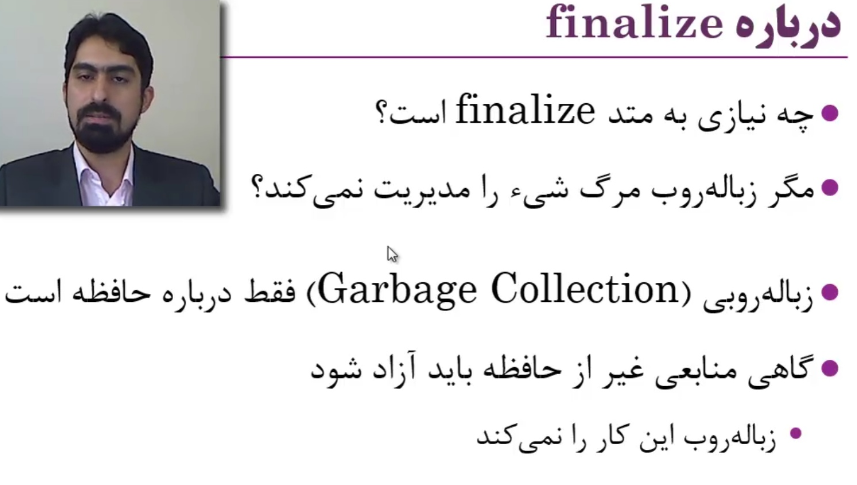 درباره finalize
چه نیازی به متد finalize است؟
مگر زباله‌روب مرگ شیء را مدیریت نمی‌کند؟
زباله‌روبی (Garbage Collection) فقط درباره حافظه است
گاهی منابعی غیر از حافظه باید آزاد شود
زباله‌روب این کار را نمی‌کند